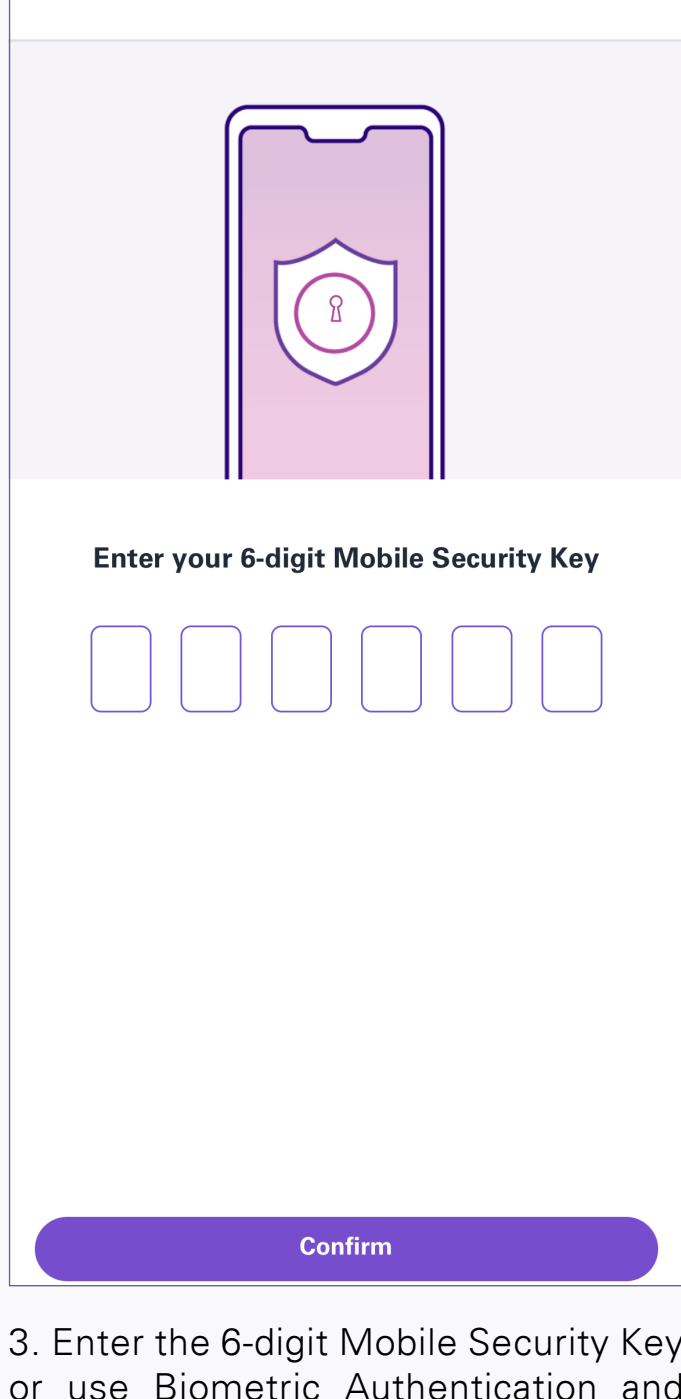 Enter your 6-digit Mobile Security Key
Confirm
3. Enter the 6-digit Mobile Security Key
or use Biometric Authentication and